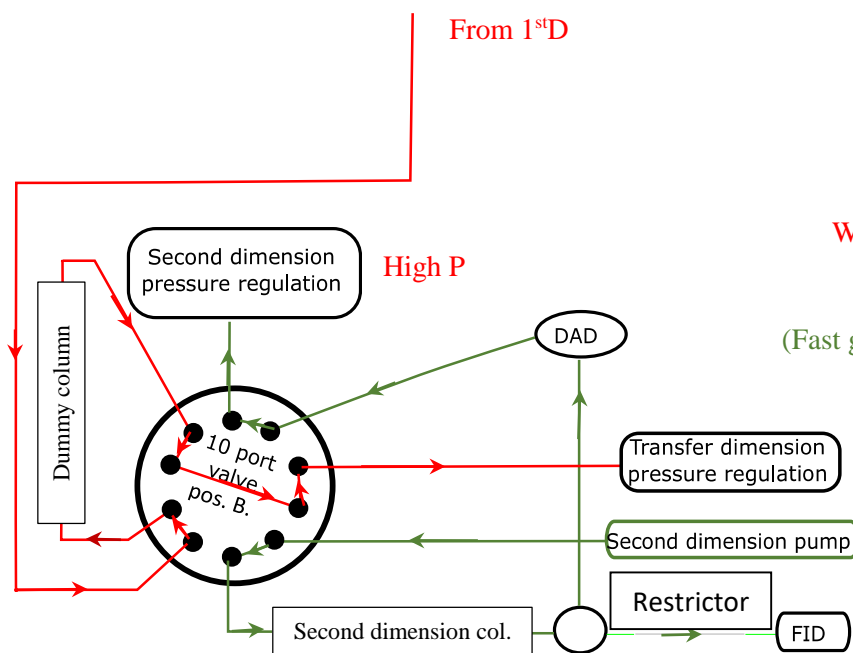 From 1stD
W
Second dimension
pressure regulation
High P
DAD
(Fast g
Dummy column
10 port
valve
pos. B.
Transfer dimension
pressure regulation
Second dimension pump
Restrictor
Second dimension col.
FID